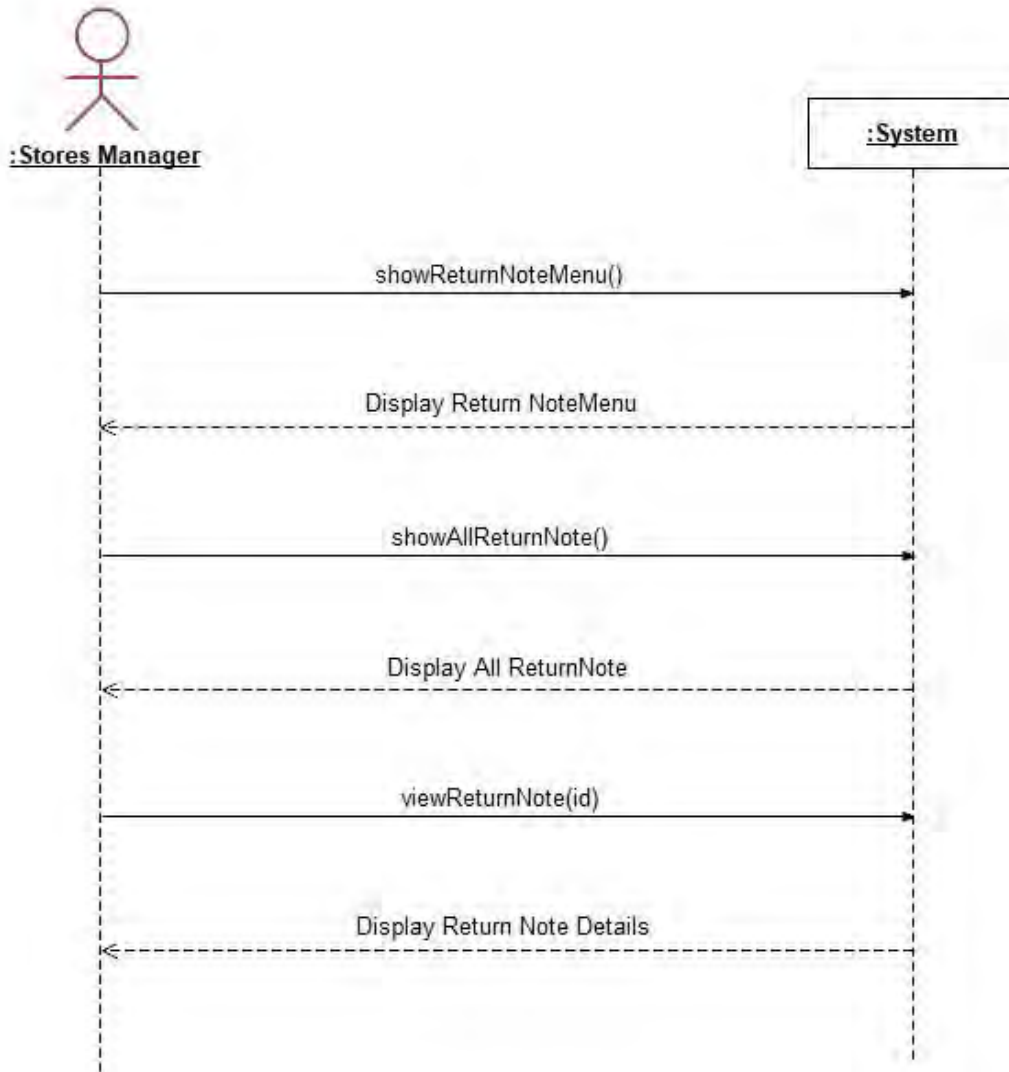 :Stores Manager
:System
showReturnNoteMenu()
Display Return NoteMenu
showAllReturnNote()
Display All ReturnNote
viewReturnNote(id)
Display Return Note Details